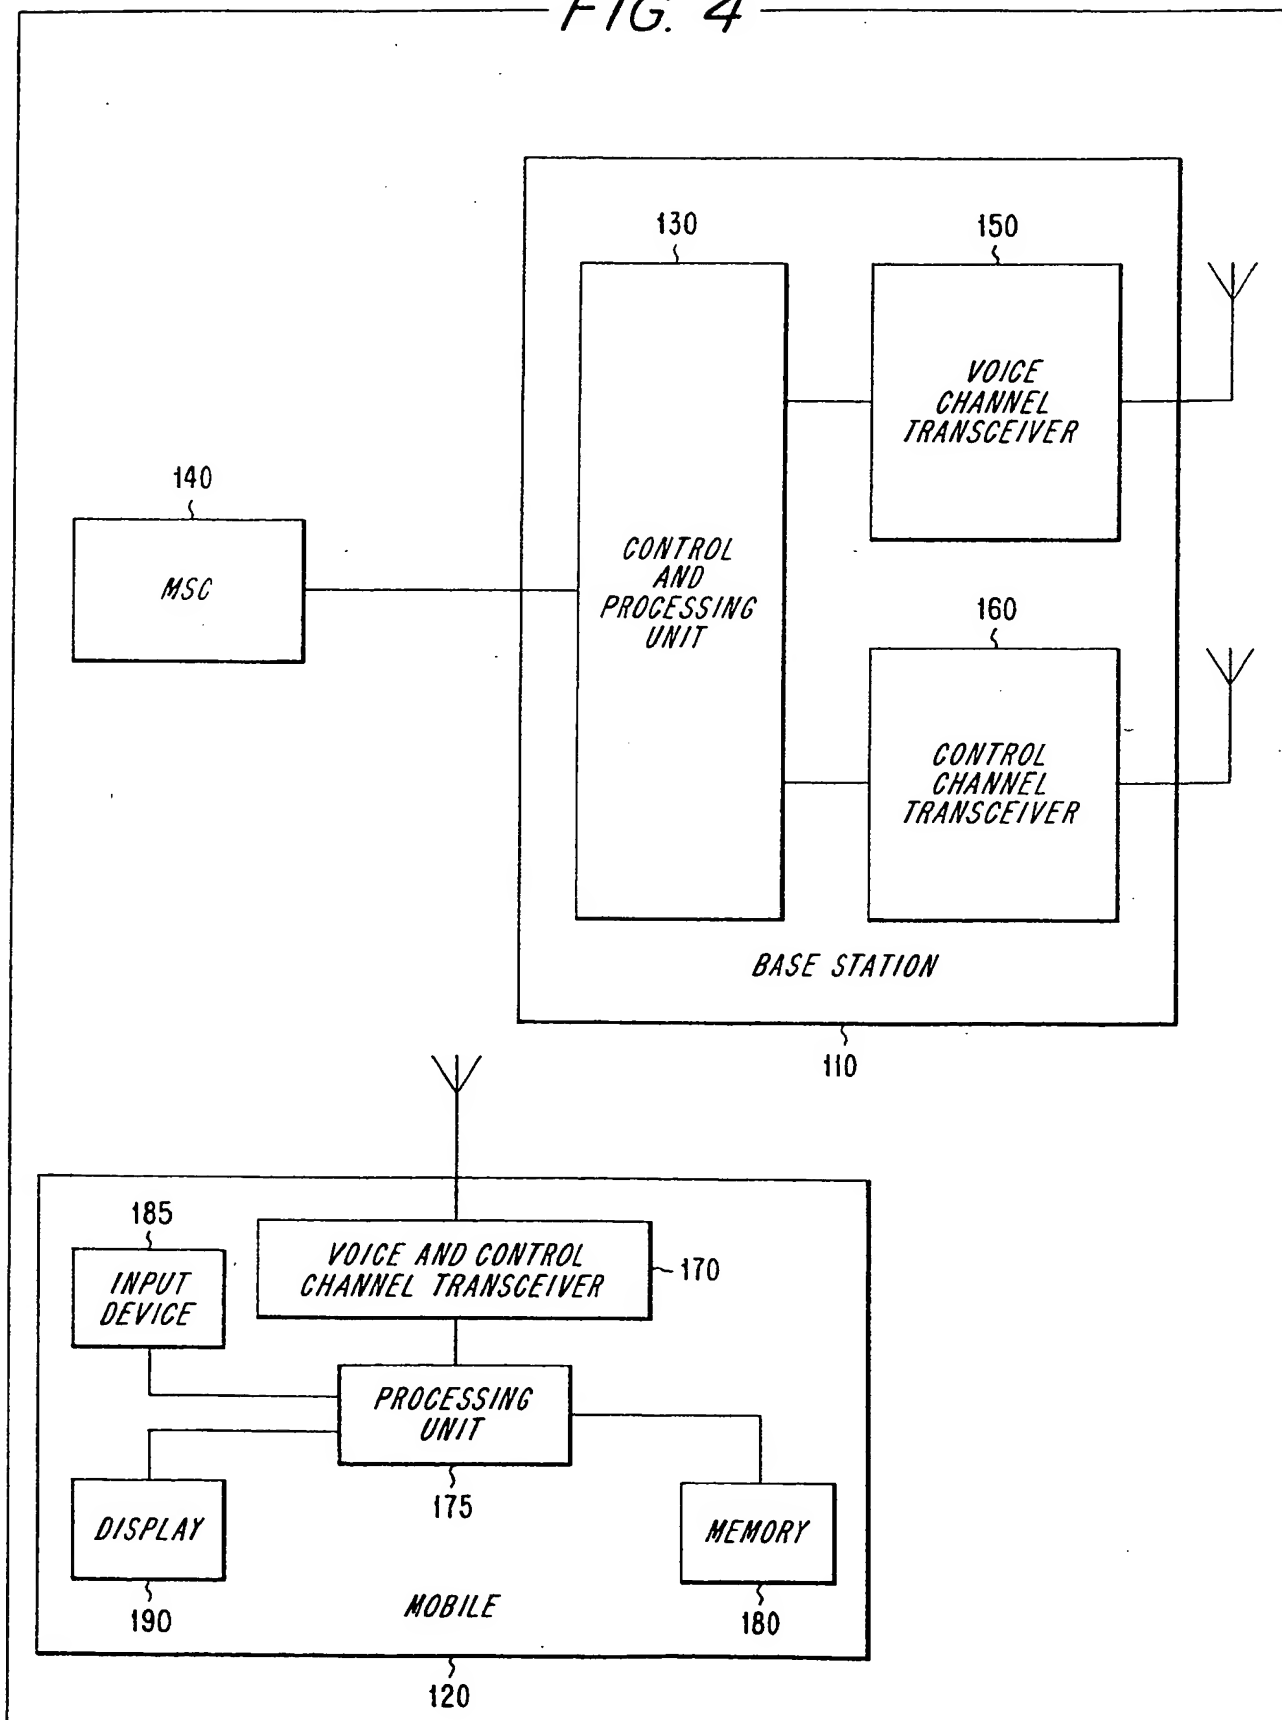 FIG. 4
130
150
VOICE
CHANNEL
TRANSCEIVER
140
MSC
CONTROL
AND
PROCESSING
UNIT
160
CONTROL
CHANNEL
TRANSCEIVER
BASE STATION
110
185
INPUT
DEVICE
VOICE AND CONTROL
CHANNEL TRANSCEIVER
170
PROCESSING
UNIT
175
DISPLAY
190
MEMORY
180
MOBILE
120